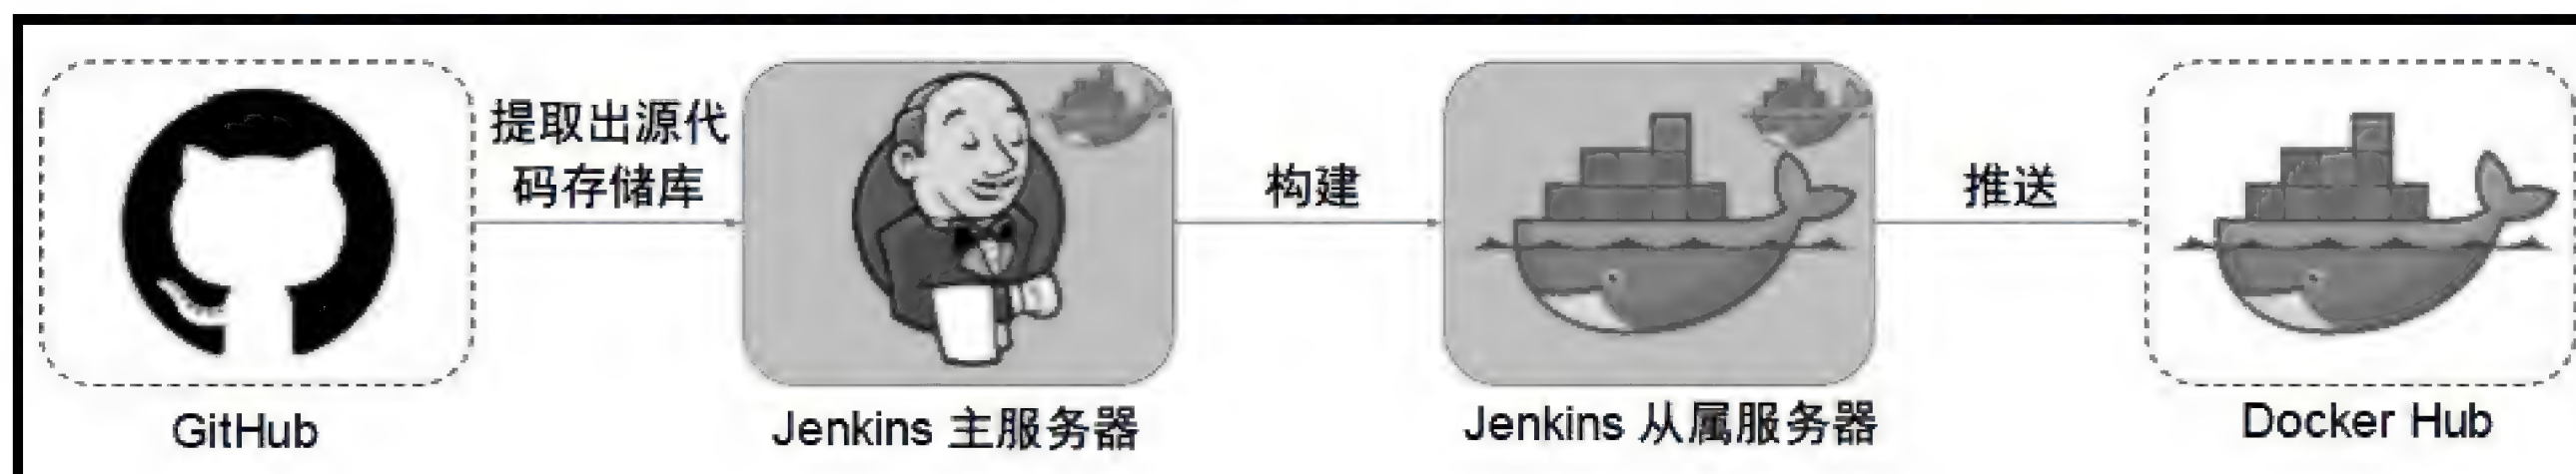 提取出源代
码存储库
构建
推送
GitHub
Jenkins 主服务器
Jenkins 从属服务器
Docker Hub